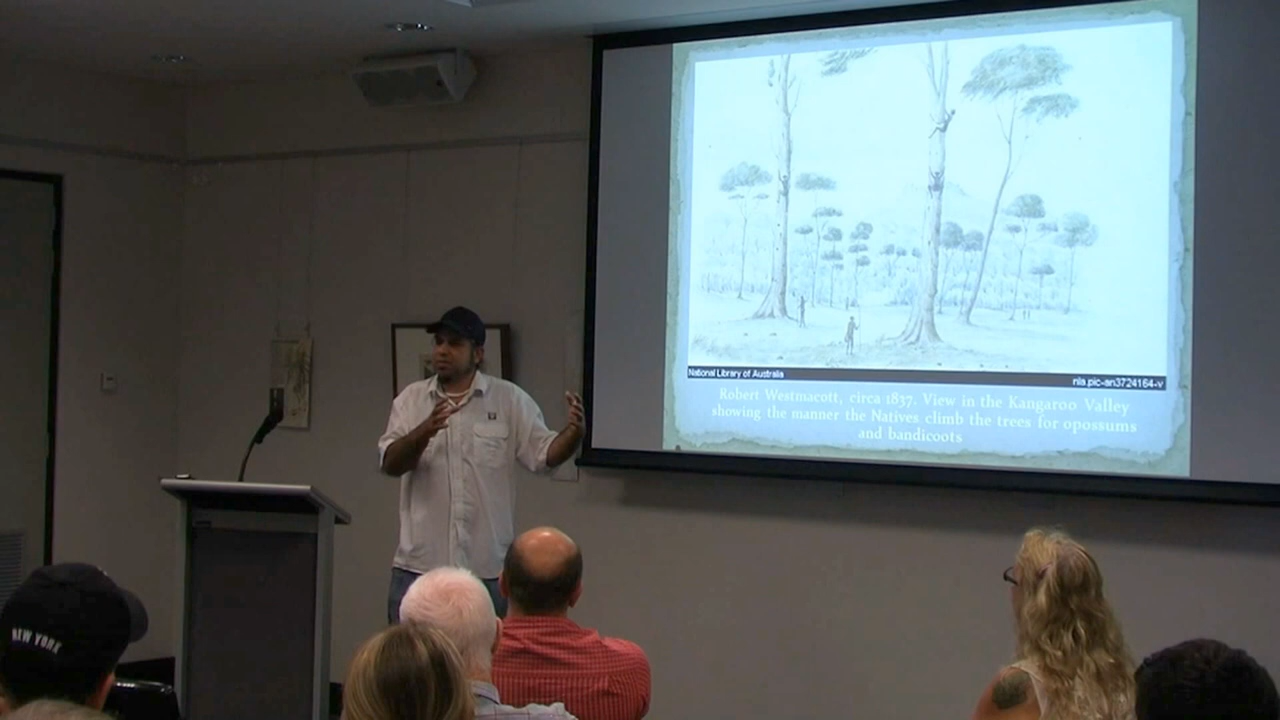 National Library of Australia
nla.pic-an3724164-v
Robert Westmacott, circa 1837. View in the Kangaroo Valley
showing the manner the Natives climb the trees for opossums
and bandicoots
NEW YORK